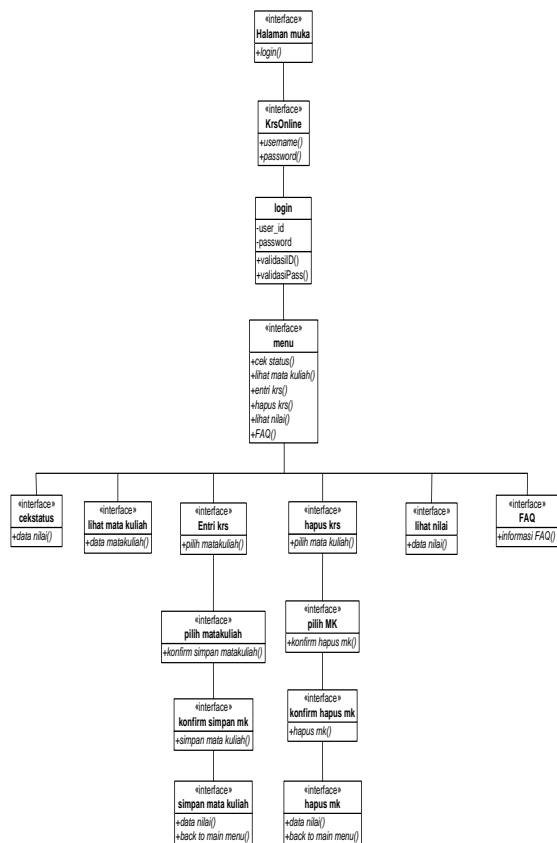 «interface»
Halaman muka
+login()
«interface»
KrsOnline
+username()
+password()
login
-user_id
-password
+validasiID()
+validasiPass()
«interface»
menu
+cek status()
+lihat mata kuliah()
+entri krs()
+hapus krs()
+lihat nilai()
+FAQ()
«interface»
cekstatus
+data nilai()
«interface»
lihat mata kuliah
+data matakuliah()
«interface»
Entri krs
+pilih matakuliah()
«interface»
hapus krs
+pilih mata kuliah()
«interface»
lihat nilai
+data nilai()
«interface»
FAQ
+informasi FAQ()
«interface»
pilih matakuliah
+konfirm simpan matakuliah()
«interface»
pilih MK
+konfirm hapus mk()
«interface»
konfirm simpan mk
+simpan mata kuliah()
«interface»
konfirm hapus mk
+hapus mk()
«interface»
simpan mata kuliah
+data nilai()
+back to main menu()
«interface»
hapus mk
+data nilai()
+back to main menu()